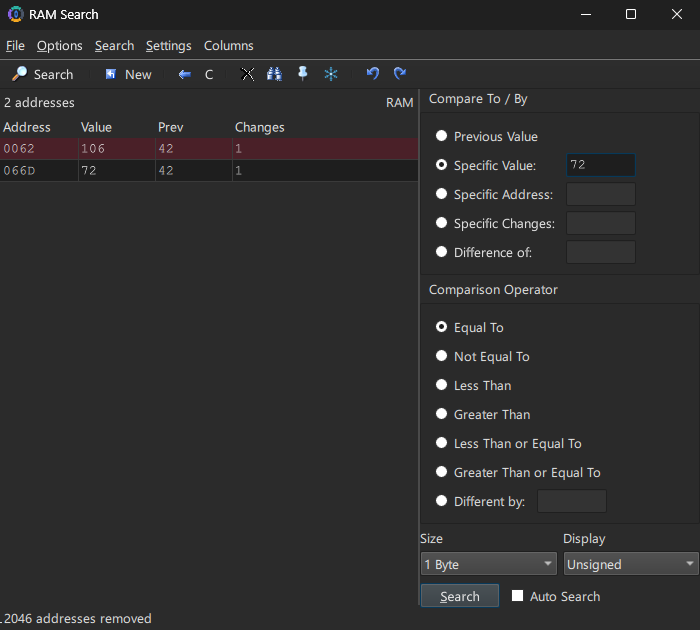 RAM Search
File Options Search Settings Columns
Search New C
2 addresses RAM
Address Value Prev Changes
0062 106 42 1
066D 72 42 1
Compare To / By
Previous Value
Specific Value: 72
Specific Address:
Specific Changes:
Difference of:
Comparison Operator
Equal To
Not Equal To
Less Than
Greater Than
Less Than or Equal To
Greater Than or Equal To
Different by:
Size Display
1 Byte Unsigned
Search Auto Search
2046 addresses removed